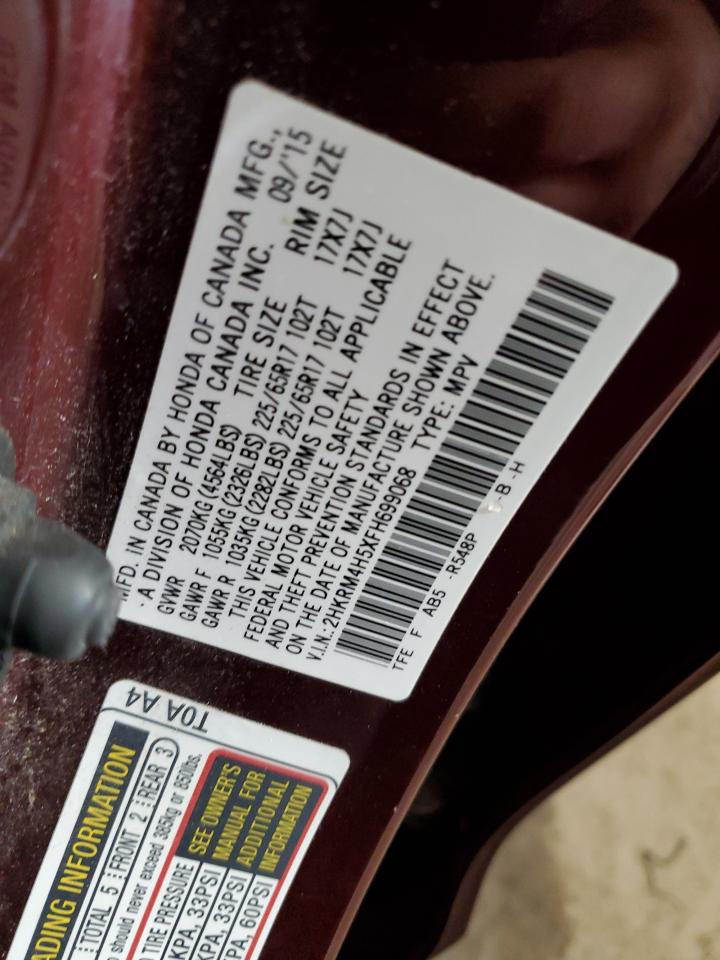 MFD. IN CANADA BY HONDA OF CANADA MFG.,
A DIVISION OF HONDA CANADA INC. 09/'15
GVWR 2070KG (4564LBS) TIRE SIZE RIM SIZE
GAWR F 1055KG (2326LBS) 225/65R17 102T 17X7J
GAWR R 1035KG (2282LBS) 225/65R17 102T 17X7J
THIS VEHICLE CONFORMS TO ALL APPLICABLE
FEDERAL MOTOR VEHICLE SAFETY
AND THEFT PREVENTION STANDARDS IN EFFECT
ON THE DATE OF MANUFACTURE SHOWN ABOVE.
V.I.N.: 2HKRM4H5XFH699068 TYPE: MPV
TFE F AB5 -R548P -B -H
T0A A4
ADING INFORMATION
TOTAL 5 FRONT 2 REAR 3
should never exceed 385kg or 850lbs.
TIRE PRESSURE
KPA, 33PSI
KPA, 33PSI
KPA, 60PSI
SEE OWNER'S
MANUAL FOR
ADDITIONAL
INFORMATION